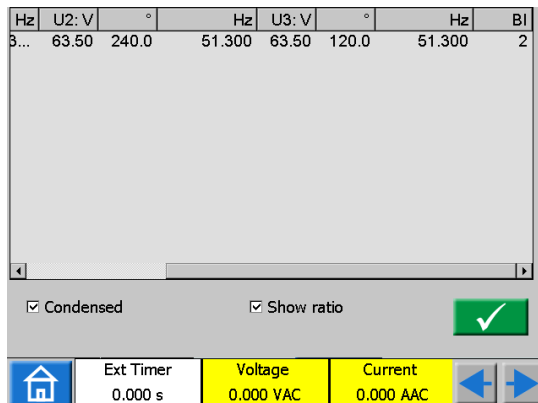 Hz U2: V ° Hz U3: V ° Hz BI
3... 63.50 240.0 51.300 63.50 120.0 51.300 2
Condensed Show ratio
Ext Timer Voltage Current
0.000 s 0.000 VAC 0.000 AAC